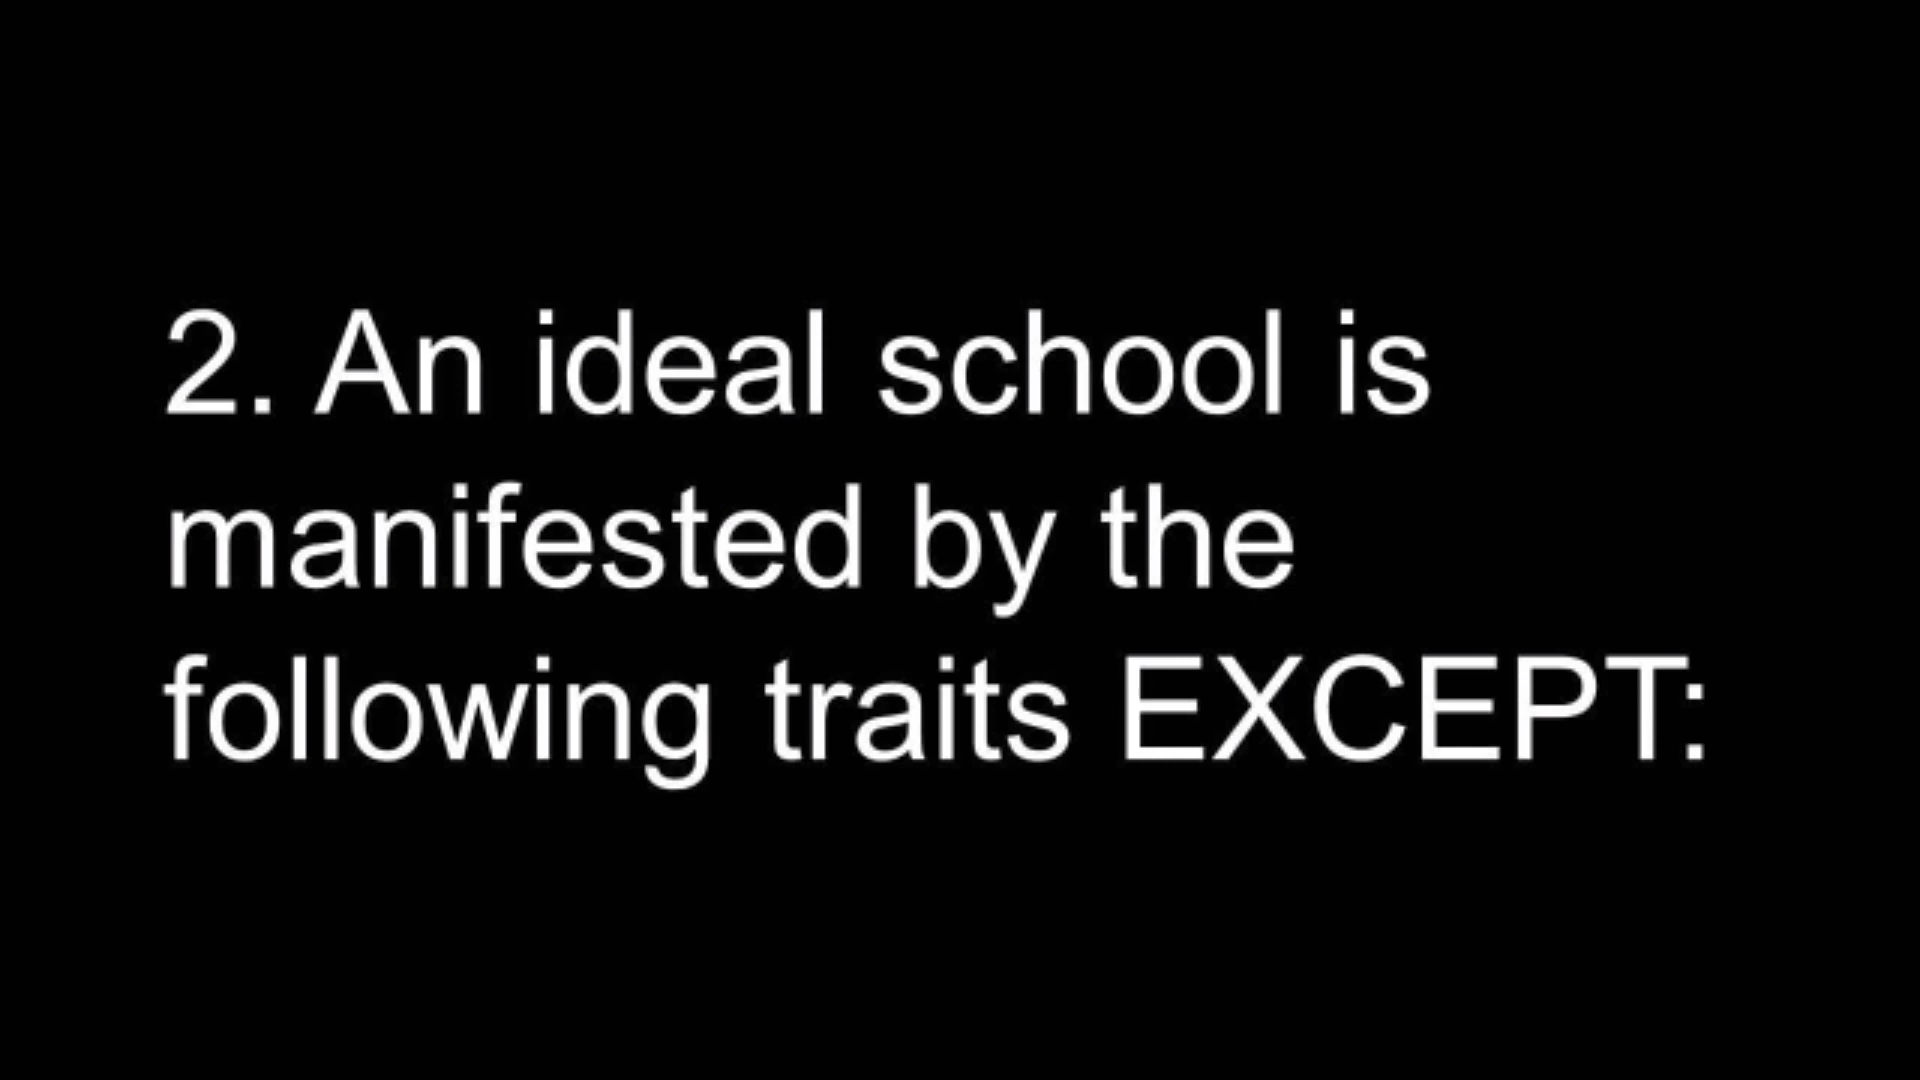 2. An ideal school is
manifested by the
following traits EXCEPT: